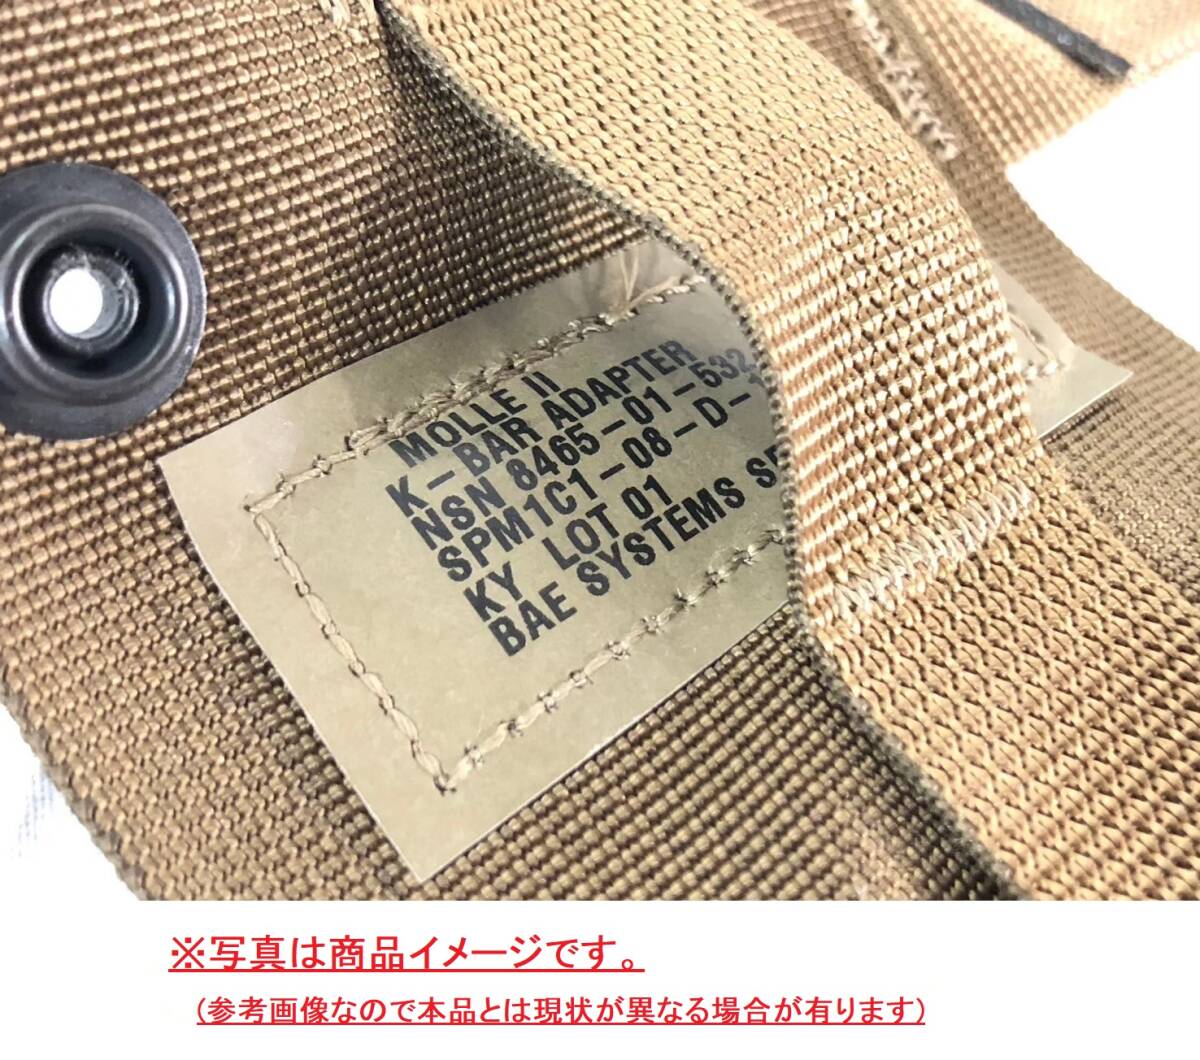 MOLLE II
K-BAR ADAPTER
NSN 8465-01-532
SPM1C1-08-D-1
KY LOT 01
BAE SYSTEMS
※写真は商品イメージです。
(参考画像なので本品とは現状が異なる場合が有ります)